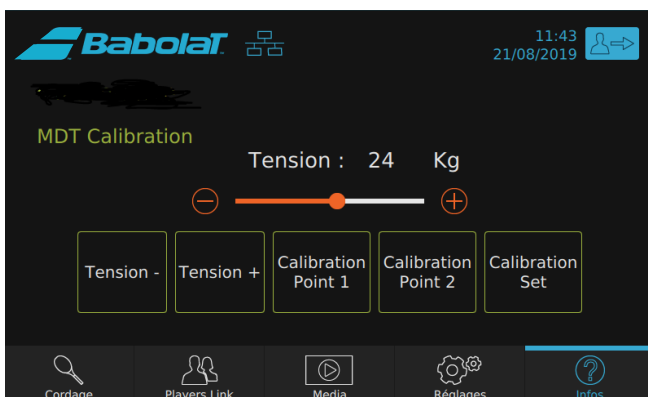 BabolaT
11:43
21/08/2019
MDT Calibration
Tension : 24 Kg
Tension -
Tension +
Calibration
Point 1
Calibration
Point 2
Calibration
Set
Cordage
Players Link
Media
Réglages
Infos